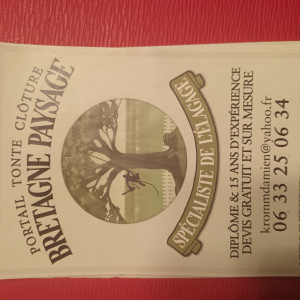 PORTAIL TONTE CLÔTURE
BRETAGNE PAYSAGE
SPÉCIALISTE DE L'ÉLAGAGE
DIPLÔME & 15 ANS D'EXPÉRIENCE
DEVIS GRATUIT ET SUR MESURE
krommdamien@yahoo.fr
06 33 25 06 34